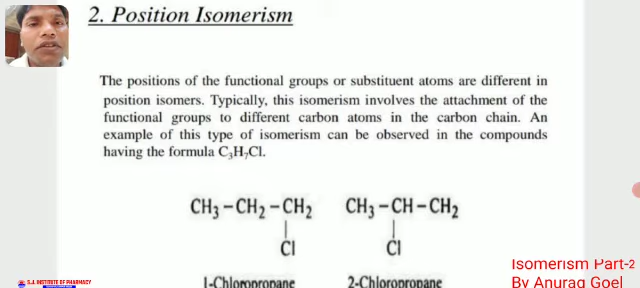 2. Position Isomerism
The positions of the functional groups or substituent atoms are different in
position isomers. Typically, this isomerism involves the attachment of the
functional groups to different carbon atoms in the carbon chain. An
example of this type of isomerism can be observed in the compounds
having the formula C₃H₇Cl.
CH₃ – CH₂ – CH₂ CH₃ – CH – CH₂
| |
Cl Cl
1-Chloropropane 2-Chloropropane
Isomerism Part-2
By Anurag Goel
S.J. INSTITUTE OF PHARMACY